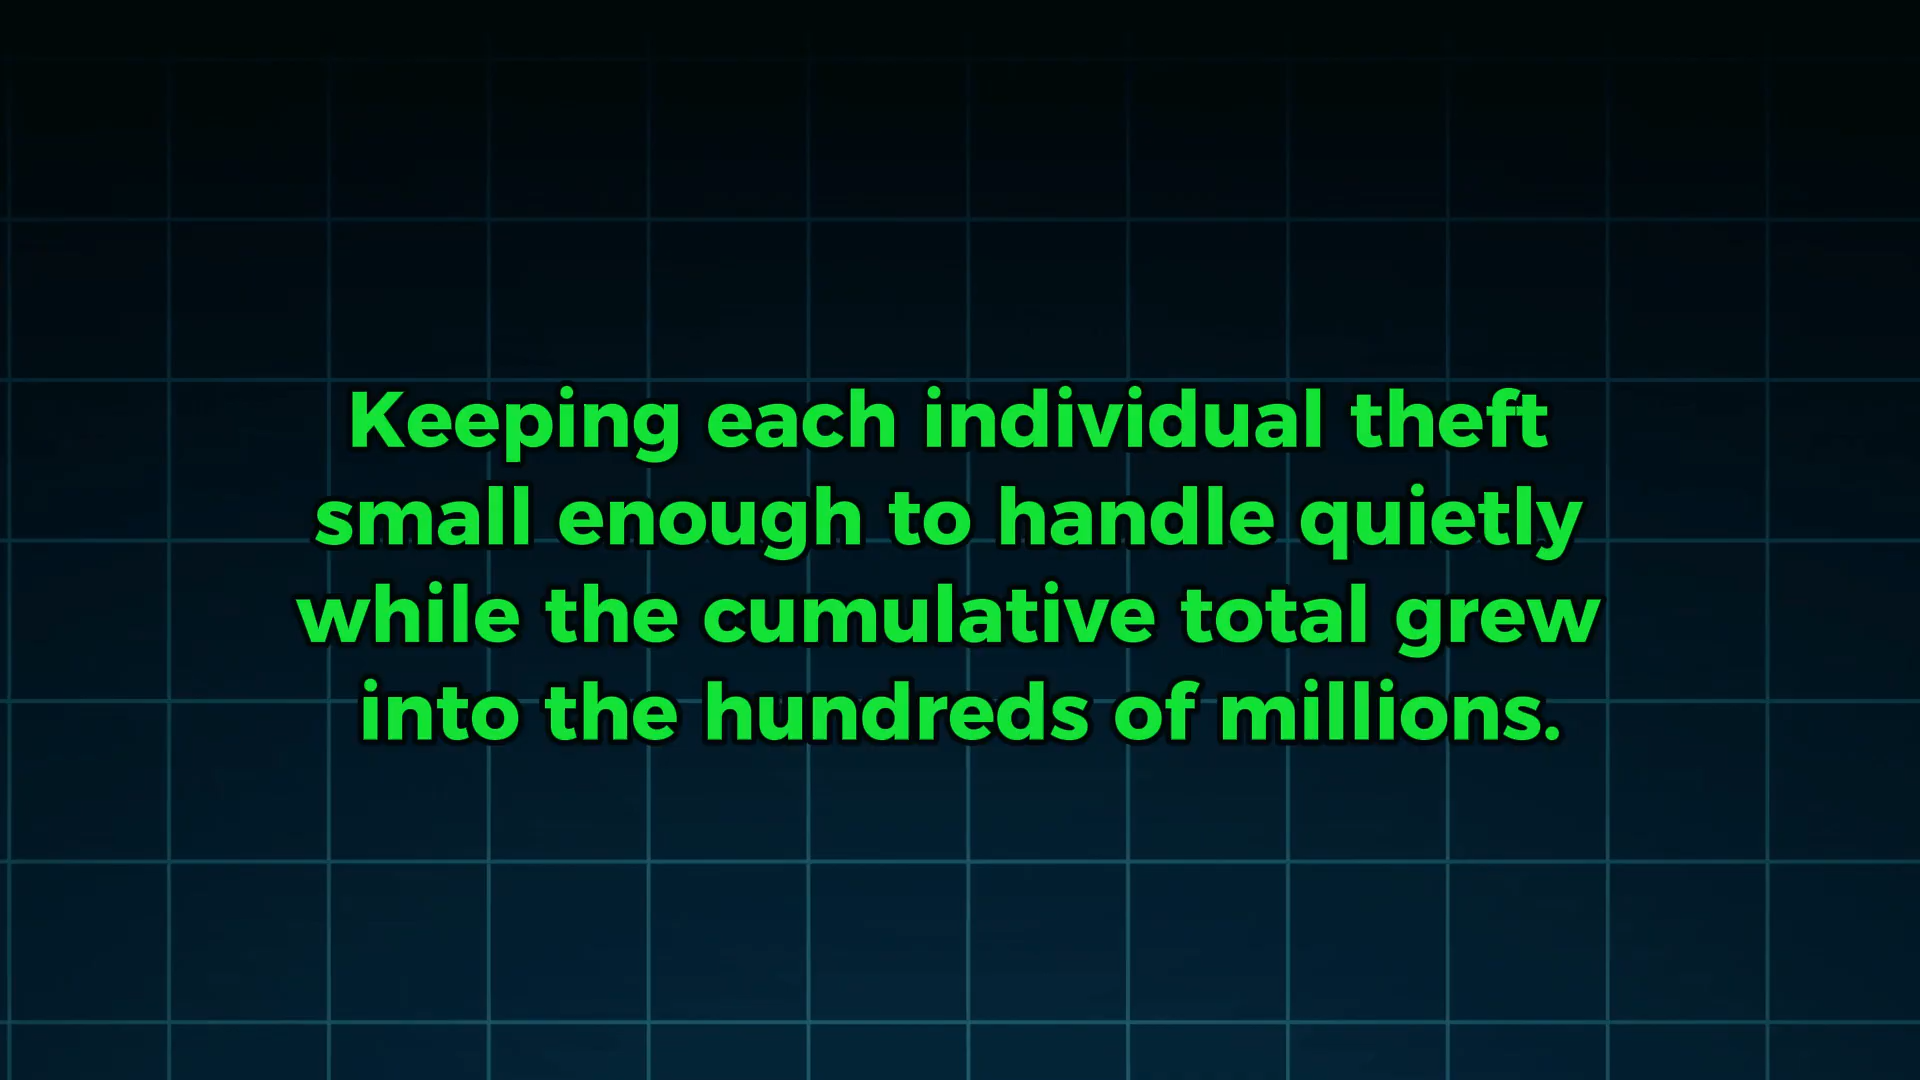 Keeping each individual theft
small enough to handle quietly
while the cumulative total grew
into the hundreds of millions.